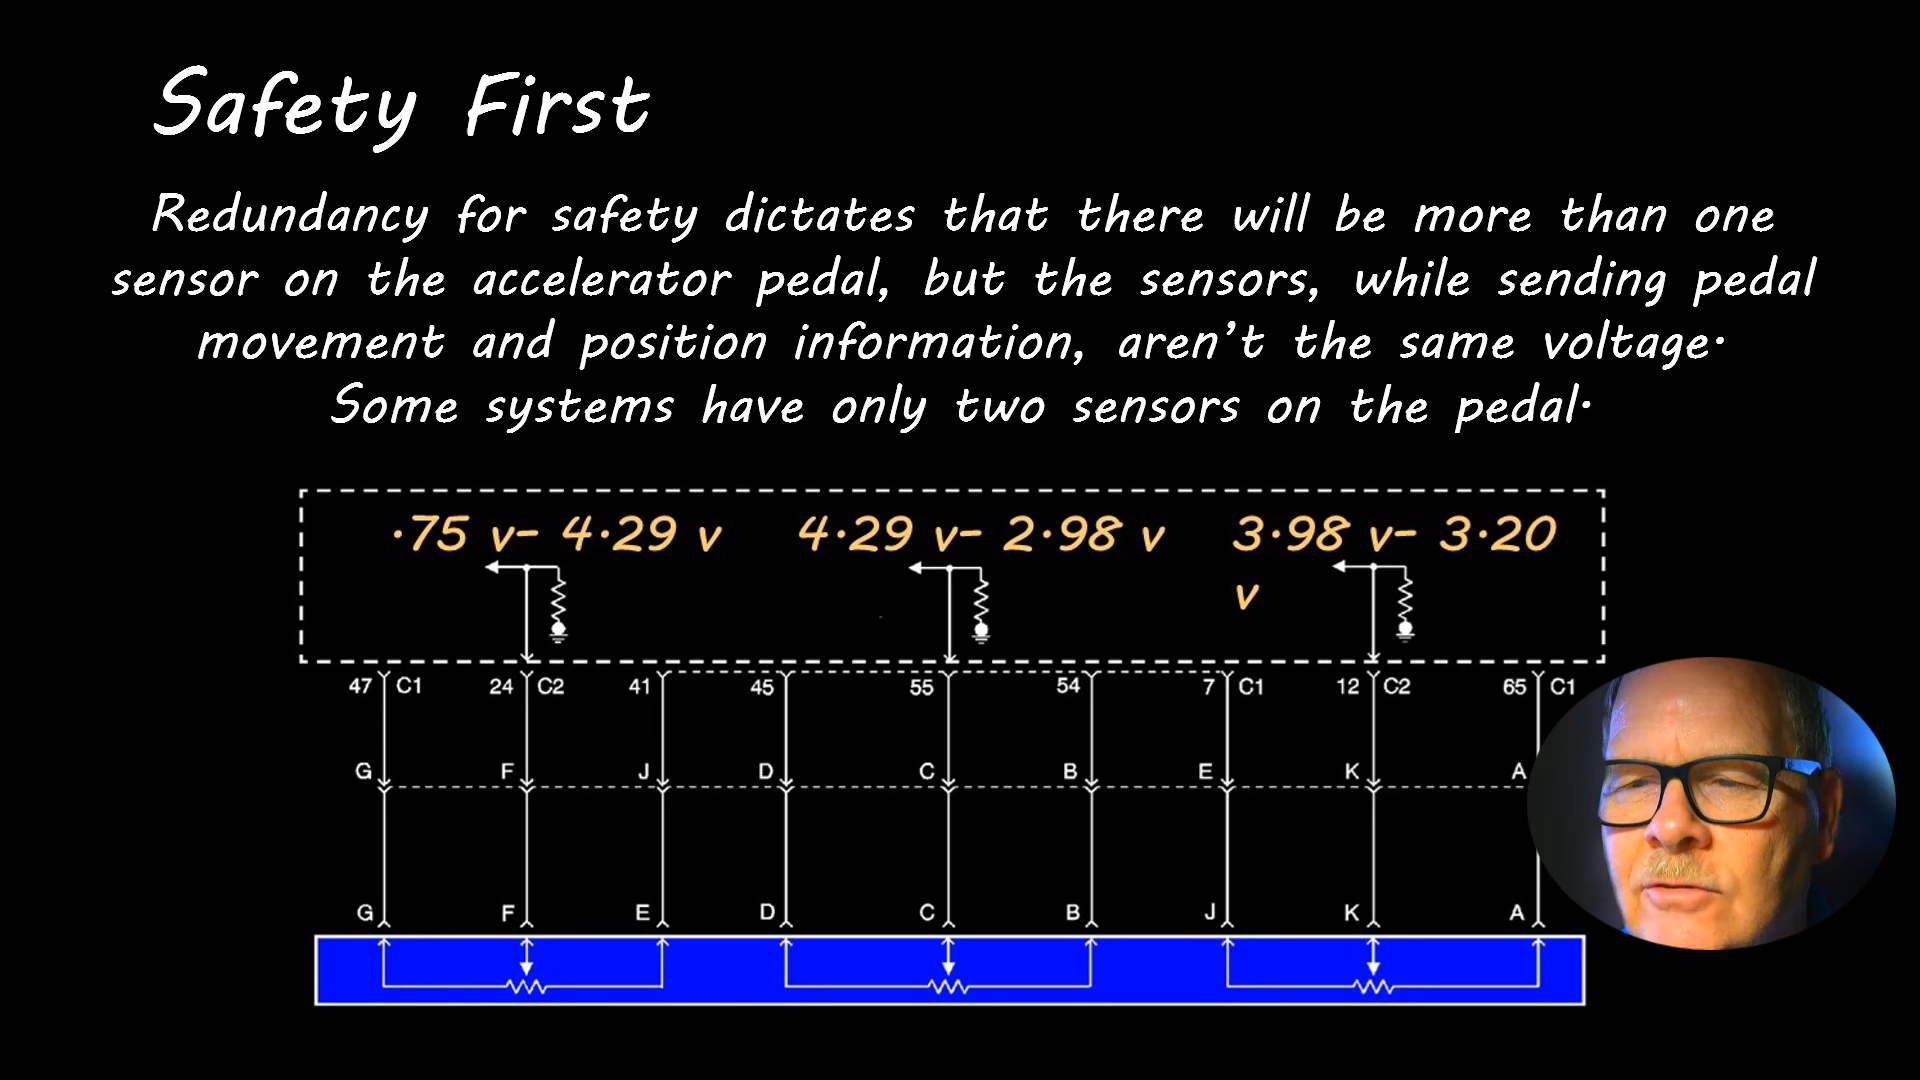 Safety First
Redundancy for safety dictates that there will be more than one
sensor on the accelerator pedal, but the sensors, while sending pedal
movement and position information, aren't the same voltage.
Some systems have only two sensors on the pedal.
.75 v- 4.29 v 4.29 v- 2.98 v 3.98 v- 3.20
v
47 C1 24 C2 41 45 55 54 7 C1 12 C2 65 C1
G F J D C B E K A
G F E D C B J K A